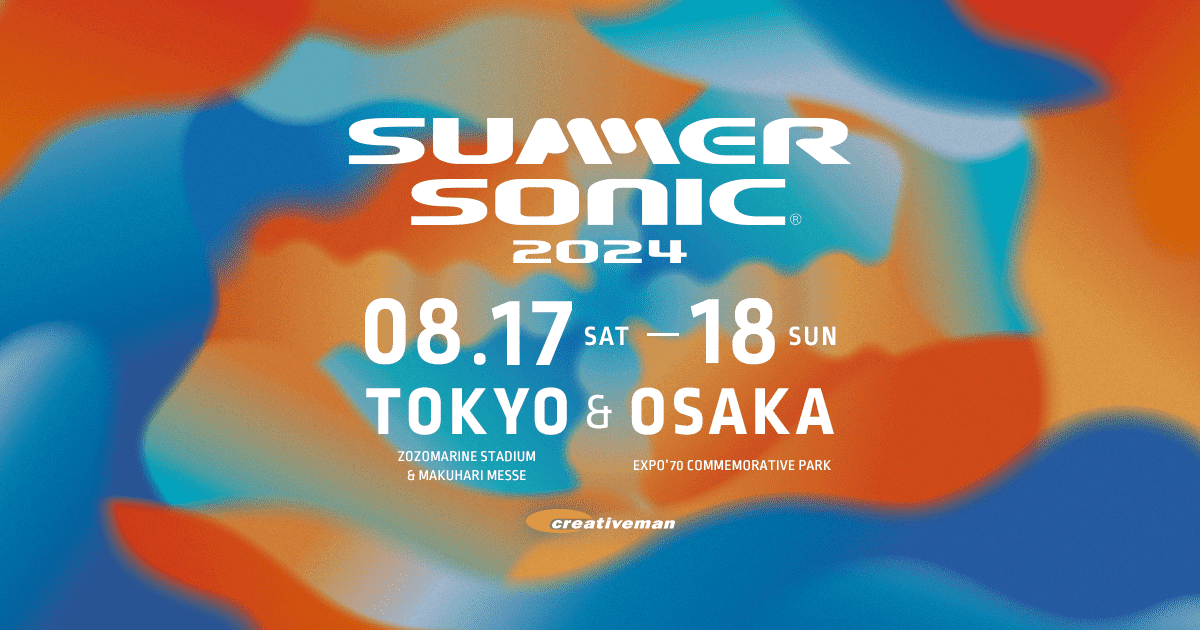 SUMMER
SONIC®
2024
08.17 SAT — 18 SUN
TOKYO & OSAKA
ZOZOMARINE STADIUM
& MAKUHARI MESSE
EXPO'70 COMMEMORATIVE PARK
creativeman